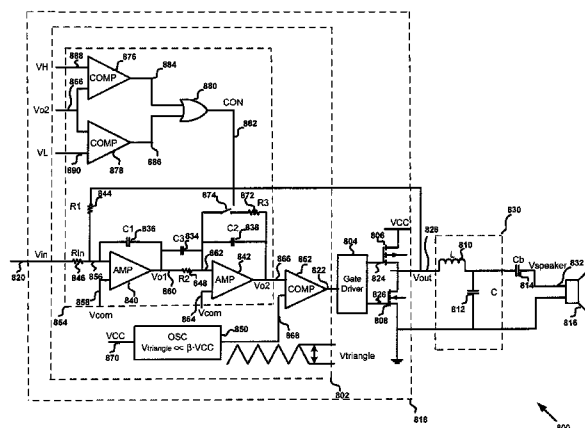 VH
888
876
884
COMP
866
880
CON
Vo2
882
VL
COMP
886
890
878
R1
844
874
872
R3
C1
836
C3
834
C2
838
806
VCC
828
830
810
L
Cb
Vspeaker
832
Vin
RIn
846
856
820
AMP
Vo1
862
R2
848
AMP
842
866
862
822
COMP
804
Gate
Driver
824
826
808
Vout
812
C
814
816
858
Vcom
840
860
864
Vcom
Vo2
854
868
850
VCC
870
OSC
Vtriangle ∝ β·VCC
Vtriangle
802
818
800